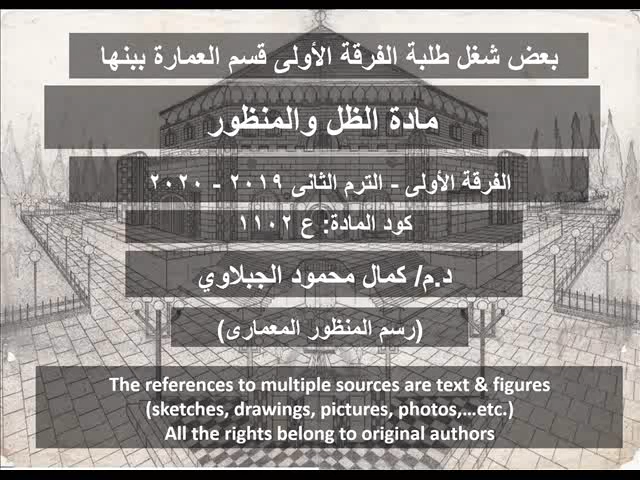 بعض شغل طلبة الفرقة الأولى قسم العمارة ببنها
مادة الظل والمنظور
الفرقة الأولى - الترم الثانى ٢٠١٩ - ٢٠٢٠
كود المادة: ع ١١٠٢
د.م/ كمال محمود الجبلاوي
(رسم المنظور المعمارى)
The references to multiple sources are text & figures
(sketches, drawings, pictures, photos,...etc.)
All the rights belong to original authors